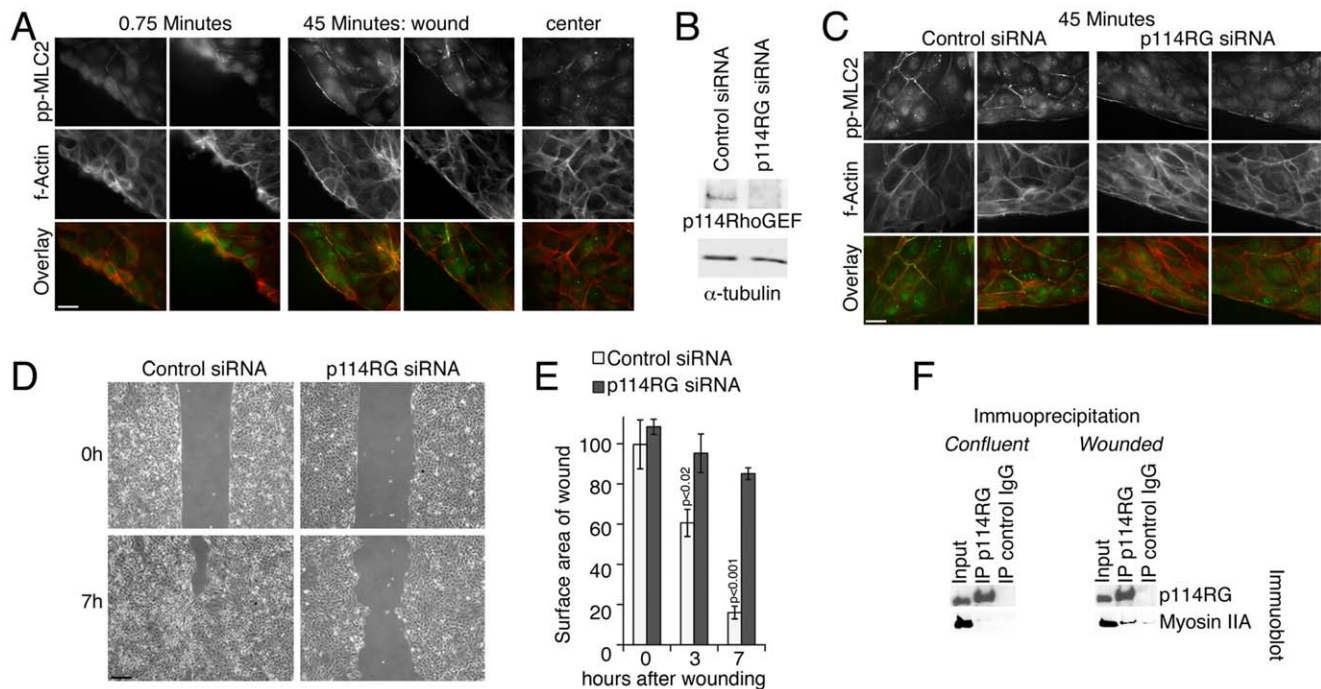 A
0.75 Minutes
45 Minutes: wound
center
pp-MLC2
f-Actin
Overlay
B
Control siRNA
p114RG siRNA
p114RhoGEF
α-tubulin
C
45 Minutes
Control siRNA
p114RG siRNA
pp-MLC2
f-Actin
Overlay
D
Control siRNA
p114RG siRNA
0h
7h
E
Control siRNA
p114RG siRNA
Surface area of wound
100
80
60
40
20
0
p<0.02
p<0.001
0 3 7
hours after wounding
F
Immuoprecipitation
Confluent
Wounded
Input
IP p114RG
IP control IgG
Input
IP p114RG
IP control IgG
p114RG
Myosin IIA
Immuoblot